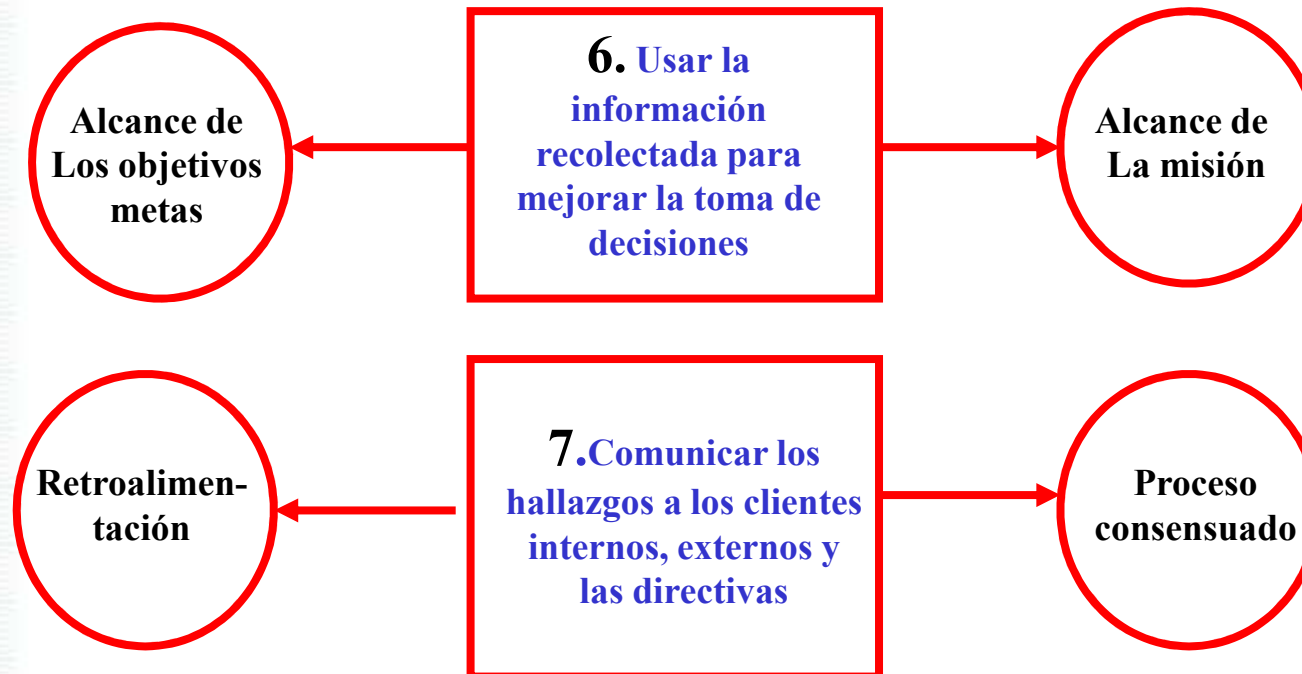 6. Usar la
información
recolectada para
mejorar la toma de
decisiones
Alcance de
Los objetivos
metas
Alcance de
La misión
7.Comunicar los
hallazgos a los clientes
internos, externos y
las directivas
Retroalimen-
tación
Proceso
consensuado